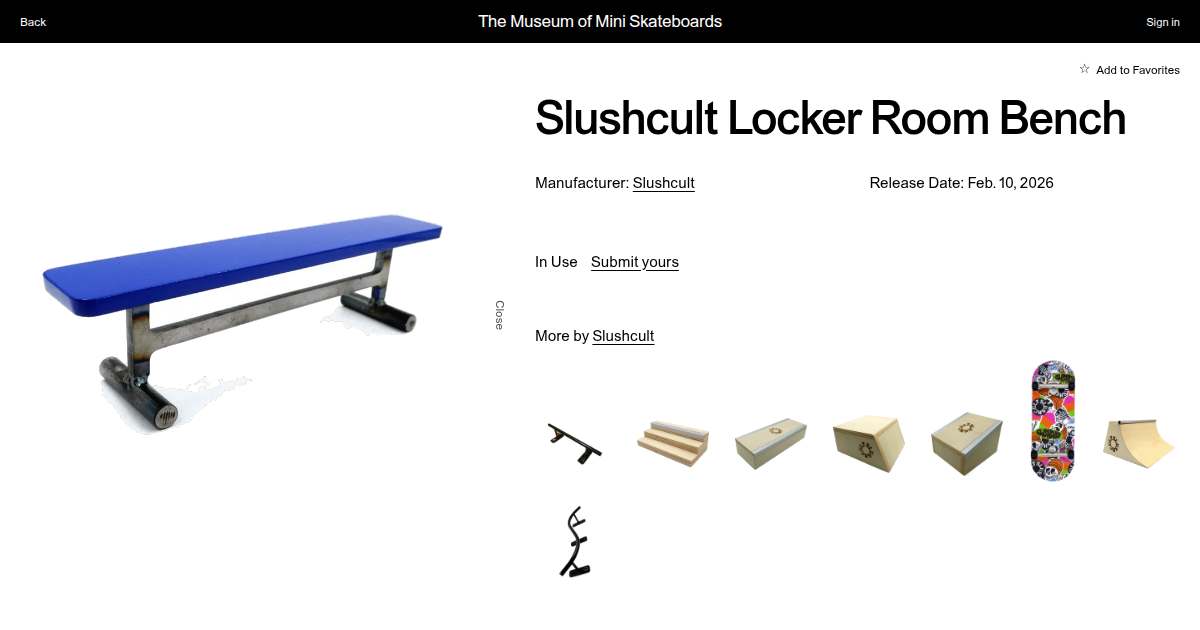 Back
The Museum of Mini Skateboards
Sign in
☆ Add to Favorites
Slushcult Locker Room Bench
Manufacturer: Slushcult
Release Date: Feb. 10, 2026
In Use Submit yours
Close
More by Slushcult